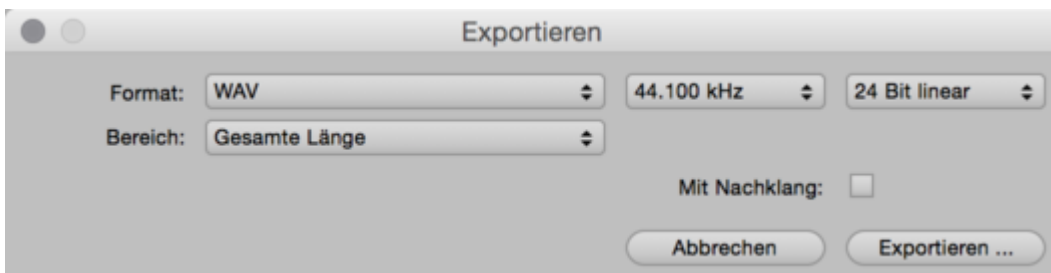 Exportieren
Format: WAV 44.100 kHz 24 Bit linear
Bereich: Gesamte Länge
Mit Nachklang:
Abbrechen Exportieren ...